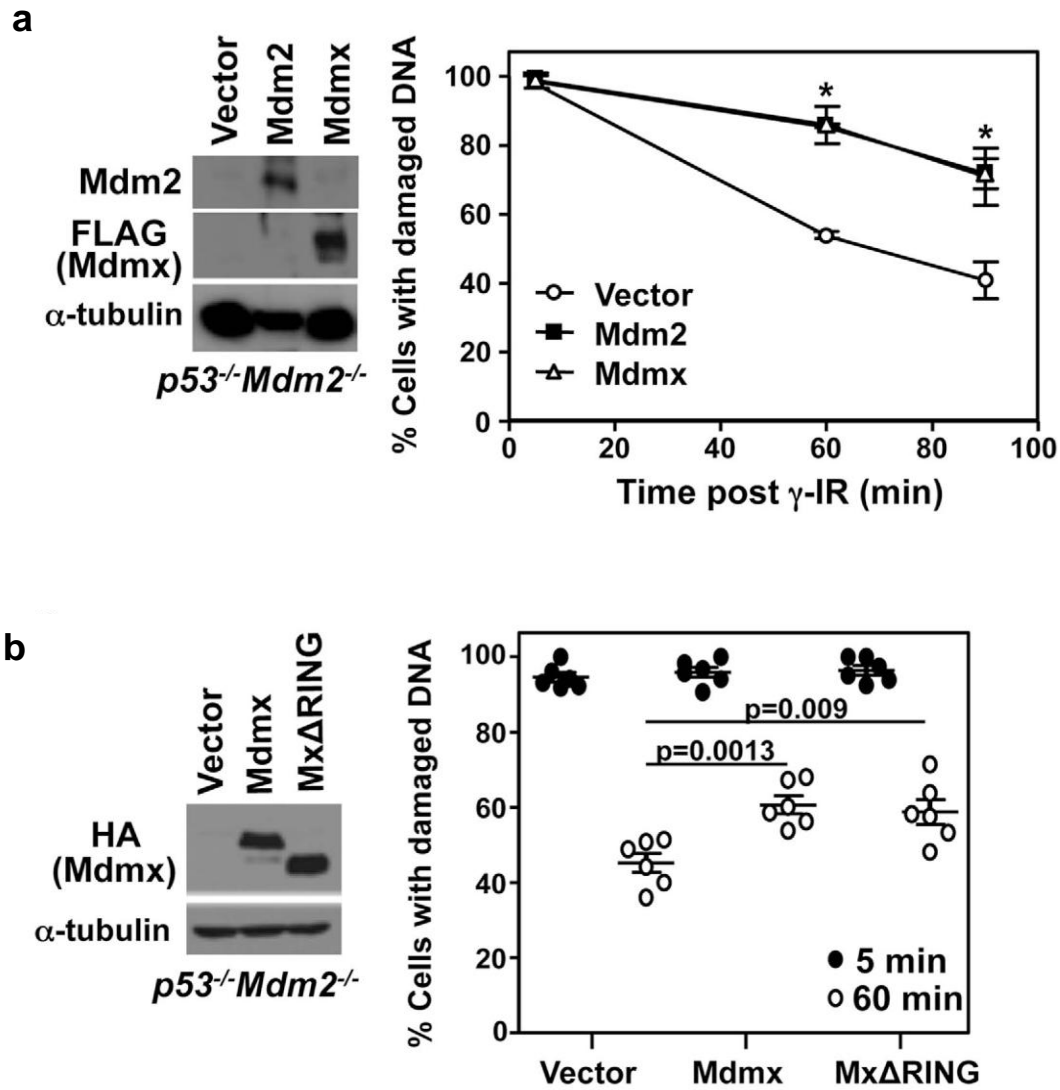 a
Vector
Mdm2
Mdmx
Mdm2
FLAG
(Mdmx)
α-tubulin
p53-/-Mdm2-/-
% Cells with damaged DNA
100
80
60
40
20
0
*
*
Vector
Mdm2
Mdmx
0 20 40 60 80 100
Time post γ-IR (min)
b
Vector
Mdmx
MxΔRING
HA
(Mdmx)
α-tubulin
p53-/-Mdm2-/-
% Cells with damaged DNA
100
80
60
40
20
0
p=0.009
p=0.0013
5 min
60 min
Vector Mdmx MxΔRING